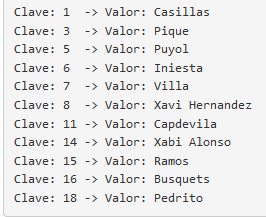 Clave: 1  -> Valor: Casillas
Clave: 3  -> Valor: Pique
Clave: 5  -> Valor: Puyol
Clave: 6  -> Valor: Iniesta
Clave: 7  -> Valor: Villa
Clave: 8  -> Valor: Xavi Hernandez
Clave: 11 -> Valor: Capdevila
Clave: 14 -> Valor: Xabi Alonso
Clave: 15 -> Valor: Ramos
Clave: 16 -> Valor: Busquets
Clave: 18 -> Valor: Pedrito